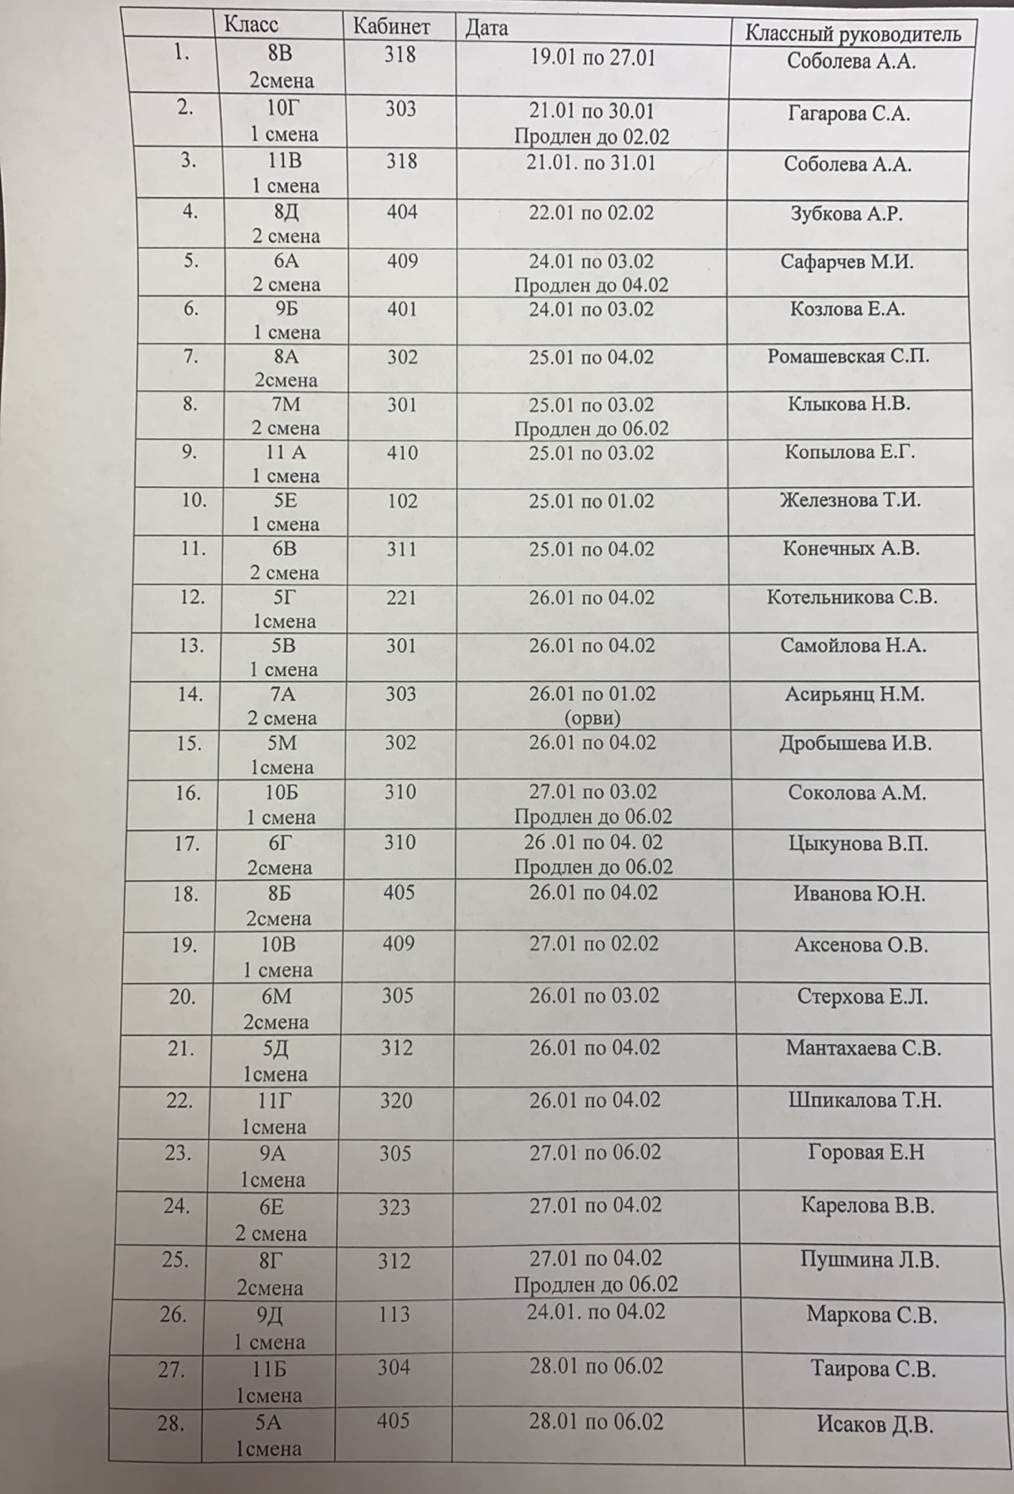 Класс Кабинет Дата Классный руководитель
1. 8В 318 19.01 по 27.01 Соболева А.А.
2смена
2. 10Г 303 21.01 по 30.01 Гагарова С.А.
1 смена Продлен до 02.02
3. 11В 318 21.01. по 31.01 Соболева А.А.
1 смена
4. 8Д 404 22.01 по 02.02 Зубкова А.Р.
2 смена
5. 6А 409 24.01 по 03.02 Сафарчев М.И.
2 смена Продлен до 04.02
6. 9Б 401 24.01 по 03.02 Козлова Е.А.
1 смена
7. 8А 302 25.01 по 04.02 Ромашевская С.П.
2смена
8. 7М 301 25.01 по 03.02 Клыкова Н.В.
2 смена Продлен до 06.02
9. 11 А 410 25.01 по 03.02 Копылова Е.Г.
1 смена
10. 5Е 102 25.01 по 01.02 Железнова Т.И.
1 смена
11. 6В 311 25.01 по 04.02 Конечных А.В.
2 смена
12. 5Г 221 26.01 по 04.02 Котельникова С.В.
1смена
13. 5В 301 26.01 по 04.02 Самойлова Н.А.
1 смена
14. 7А 303 26.01 по 01.02 Асирьянц Н.М.
2 смена (орви)
15. 5М 302 26.01 по 04.02 Дробышева И.В.
1смена
16. 10Б 310 27.01 по 03.02 Соколова А.М.
1 смена Продлен до 06.02
17. 6Г 310 26 .01 по 04. 02 Цыкунова В.П.
2смена Продлен до 06.02
18. 8Б 405 26.01 по 04.02 Иванова Ю.Н.
2смена
19. 10В 409 27.01 по 02.02 Аксенова О.В.
1 смена
20. 6М 305 26.01 по 03.02 Стерхова Е.Л.
2смена
21. 5Д 312 26.01 по 04.02 Мантахаева С.В.
1смена
22. 11Г 320 26.01 по 04.02 Шпикалова Т.Н.
1смена
23. 9А 305 27.01 по 06.02 Горовая Е.Н
1смена
24. 6Е 323 27.01 по 04.02 Карелова В.В.
2 смена
25. 8Г 312 27.01 по 04.02 Пушмина Л.В.
2смена Продлен до 06.02
26. 9Д 113 24.01. по 04.02 Маркова С.В.
1 смена
27. 11Б 304 28.01 по 06.02 Таирова С.В.
1смена
28. 5А 405 28.01 по 06.02 Исаков Д.В.
1смена